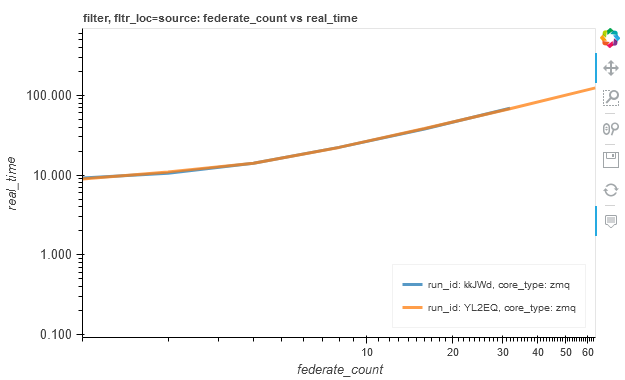 filter, fltr_loc=source: federate_count vs real_time
100.000
10.000
1.000
0.100
real_time
run_id: kkJWd, core_type: zmq
run_id: YL2EQ, core_type: zmq
10
20
30
40
50
60
federate_count